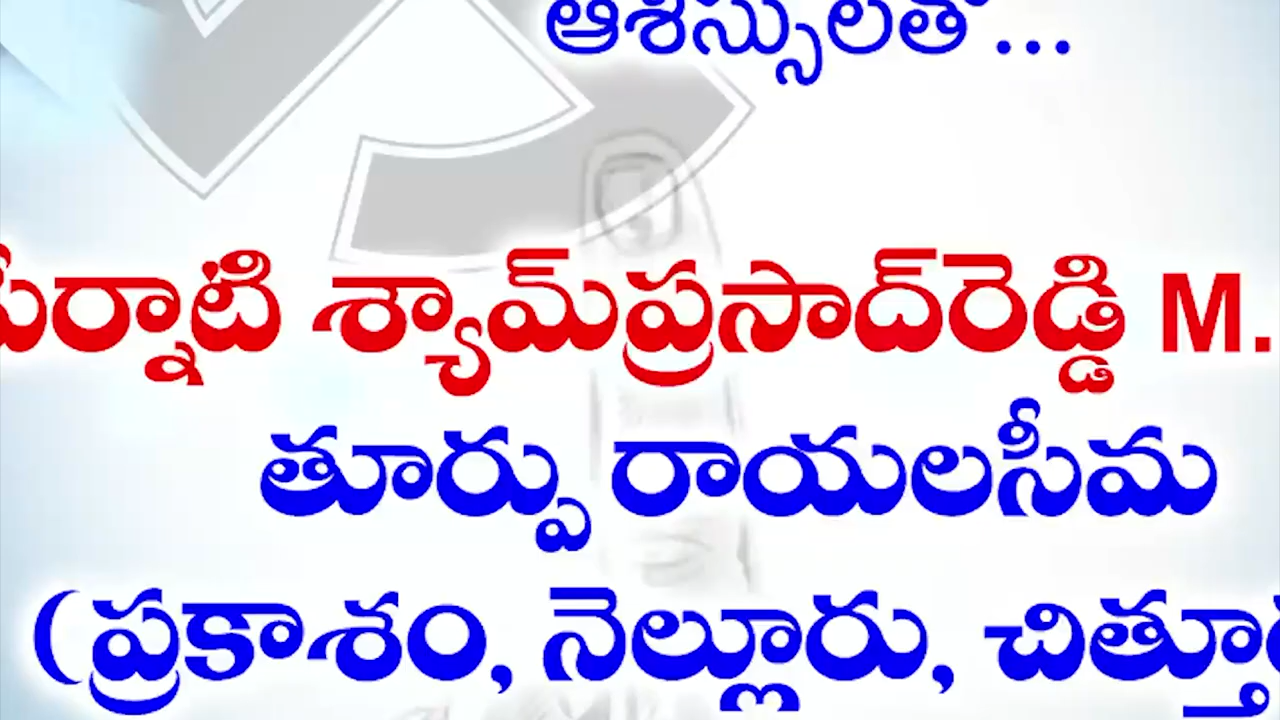 ఆశీస్సులతో...
పేర్నాటి శ్యామ్‌ప్రసాద్‌రెడ్డి M.
తూర్పు రాయలసీమ
(ప్రకాశం, నెల్లూరు, చిత్తూ